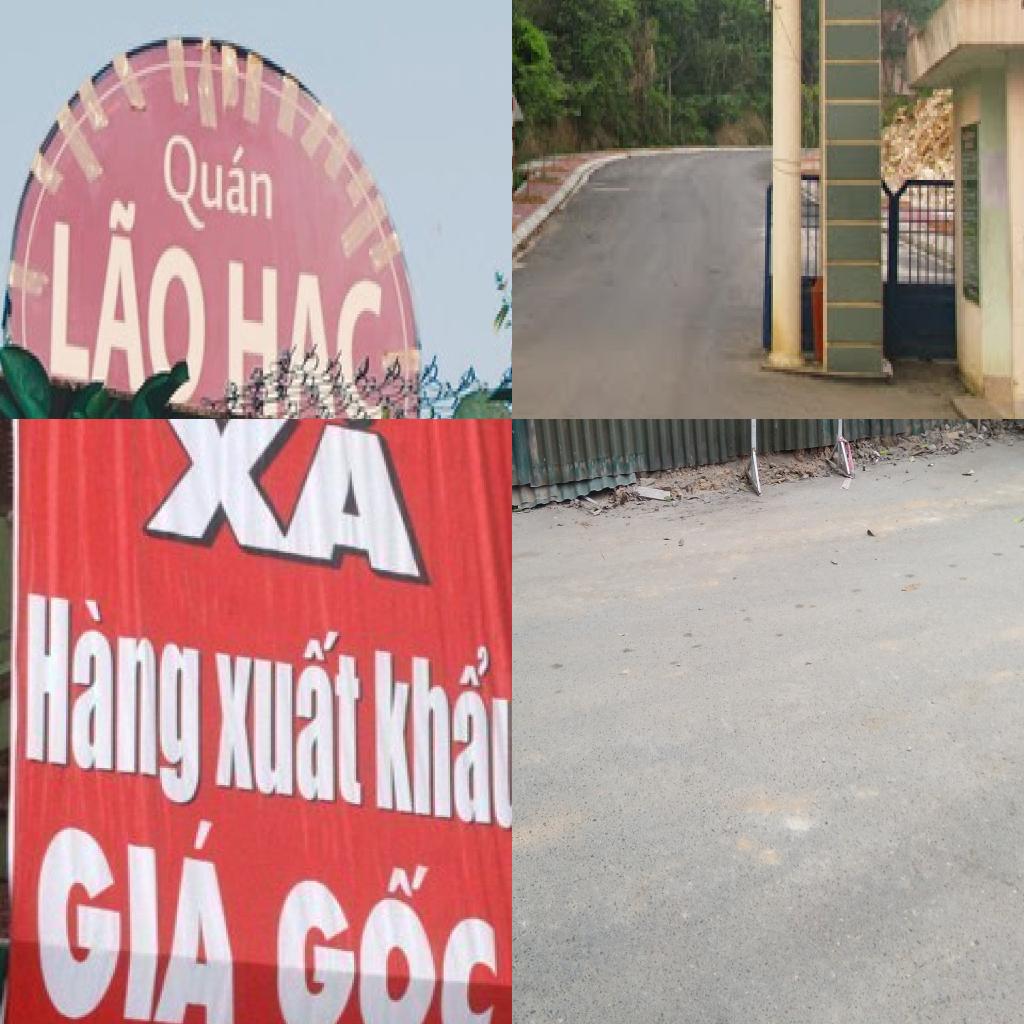 Quán
LÃO HẠC
XẢ
Hàng xuất khẩu
GIÁ GỐC